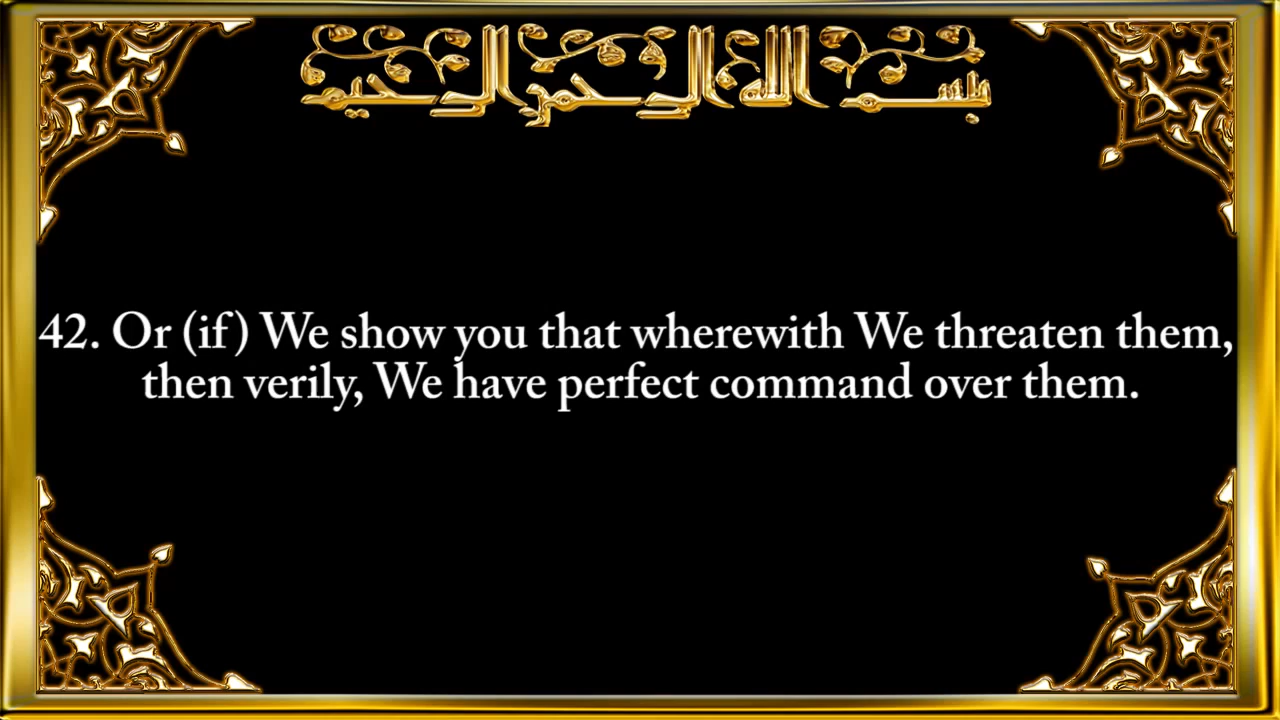 بسم الله الرحمن الرحيم
42. Or (if) We show you that wherewith We threaten them,
then verily, We have perfect command over them.